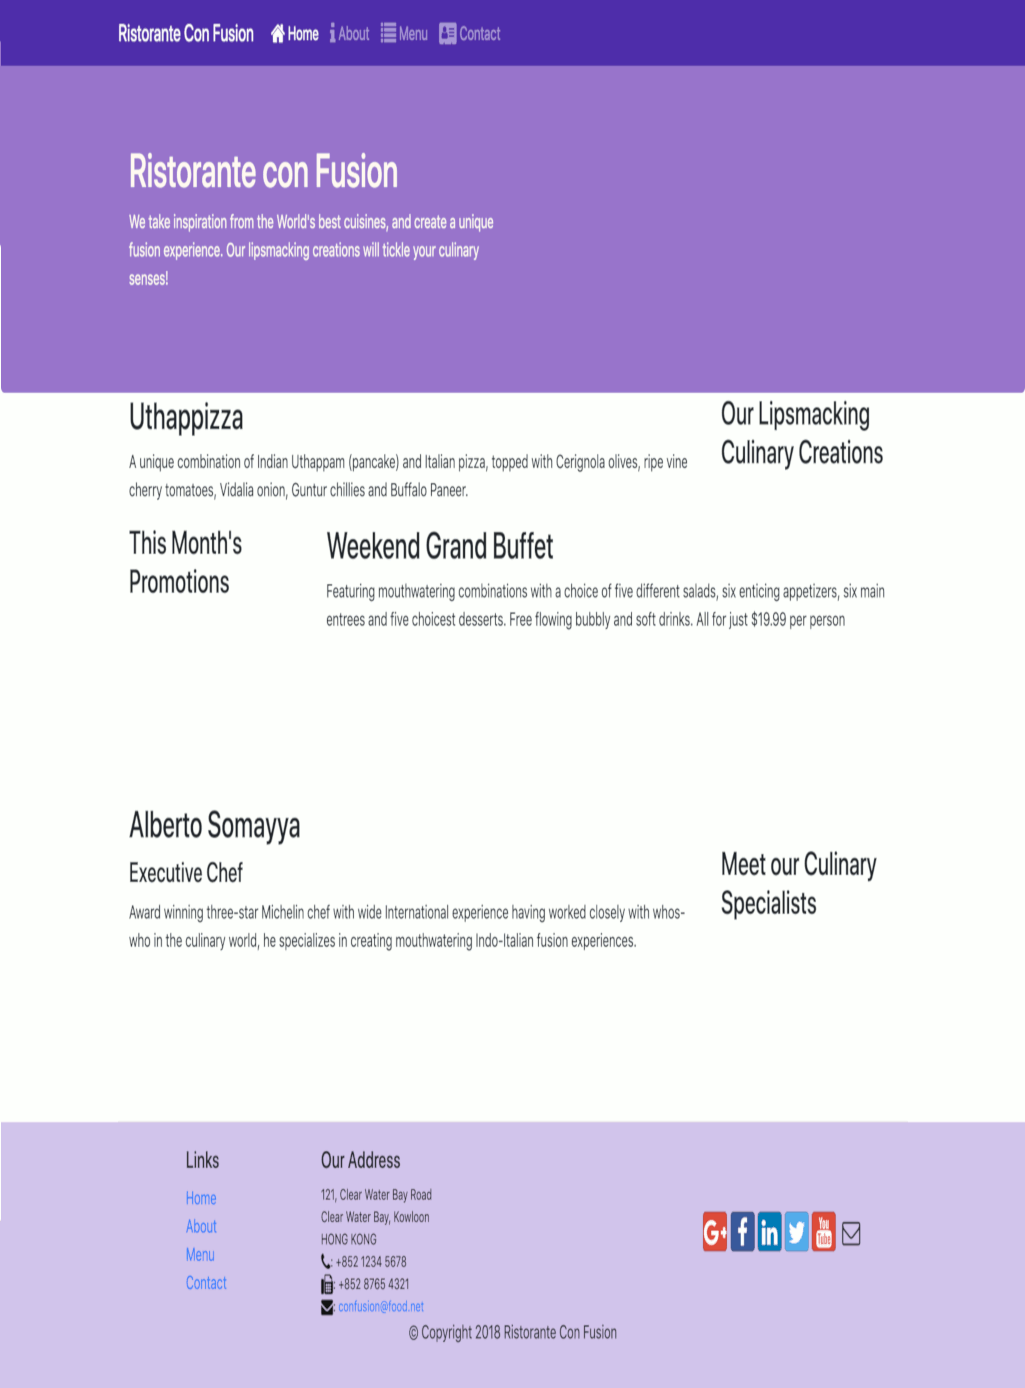 Ristorante Con Fusion Home About Menu Contact
Ristorante con Fusion
We take inspiration from the World's best cuisines, and create a unique
fusion experience. Our lipsmacking creations will tickle your culinary
senses!
Uthappizza
A unique combination of Indian Uthappam (pancake) and Italian pizza, topped with Cerignola olives, ripe vine
cherry tomatoes, Vidalia onion, Guntur chillies and Buffalo Paneer.
Our Lipsmacking
Culinary Creations
This Month's
Promotions
Weekend Grand Buffet
Featuring mouthwatering combinations with a choice of five different salads, six enticing appetizers, six main
entrees and five choicest desserts. Free flowing bubbly and soft drinks. All for just $19.99 per person
Alberto Somayya
Executive Chef
Award winning three-star Michelin chef with wide International experience having worked closely with whos-
who in the culinary world, he specializes in creating mouthwatering Indo-Italian fusion experiences.
Meet our Culinary
Specialists
Links
Home
About
Menu
Contact
Our Address
121, Clear Water Bay Road
Clear Water Bay, Kowloon
HONG KONG
: +852 1234 5678
: +852 8765 4321
: confusion@food.net
G+ f in You Tube
© Copyright 2018 Ristorante Con Fusion